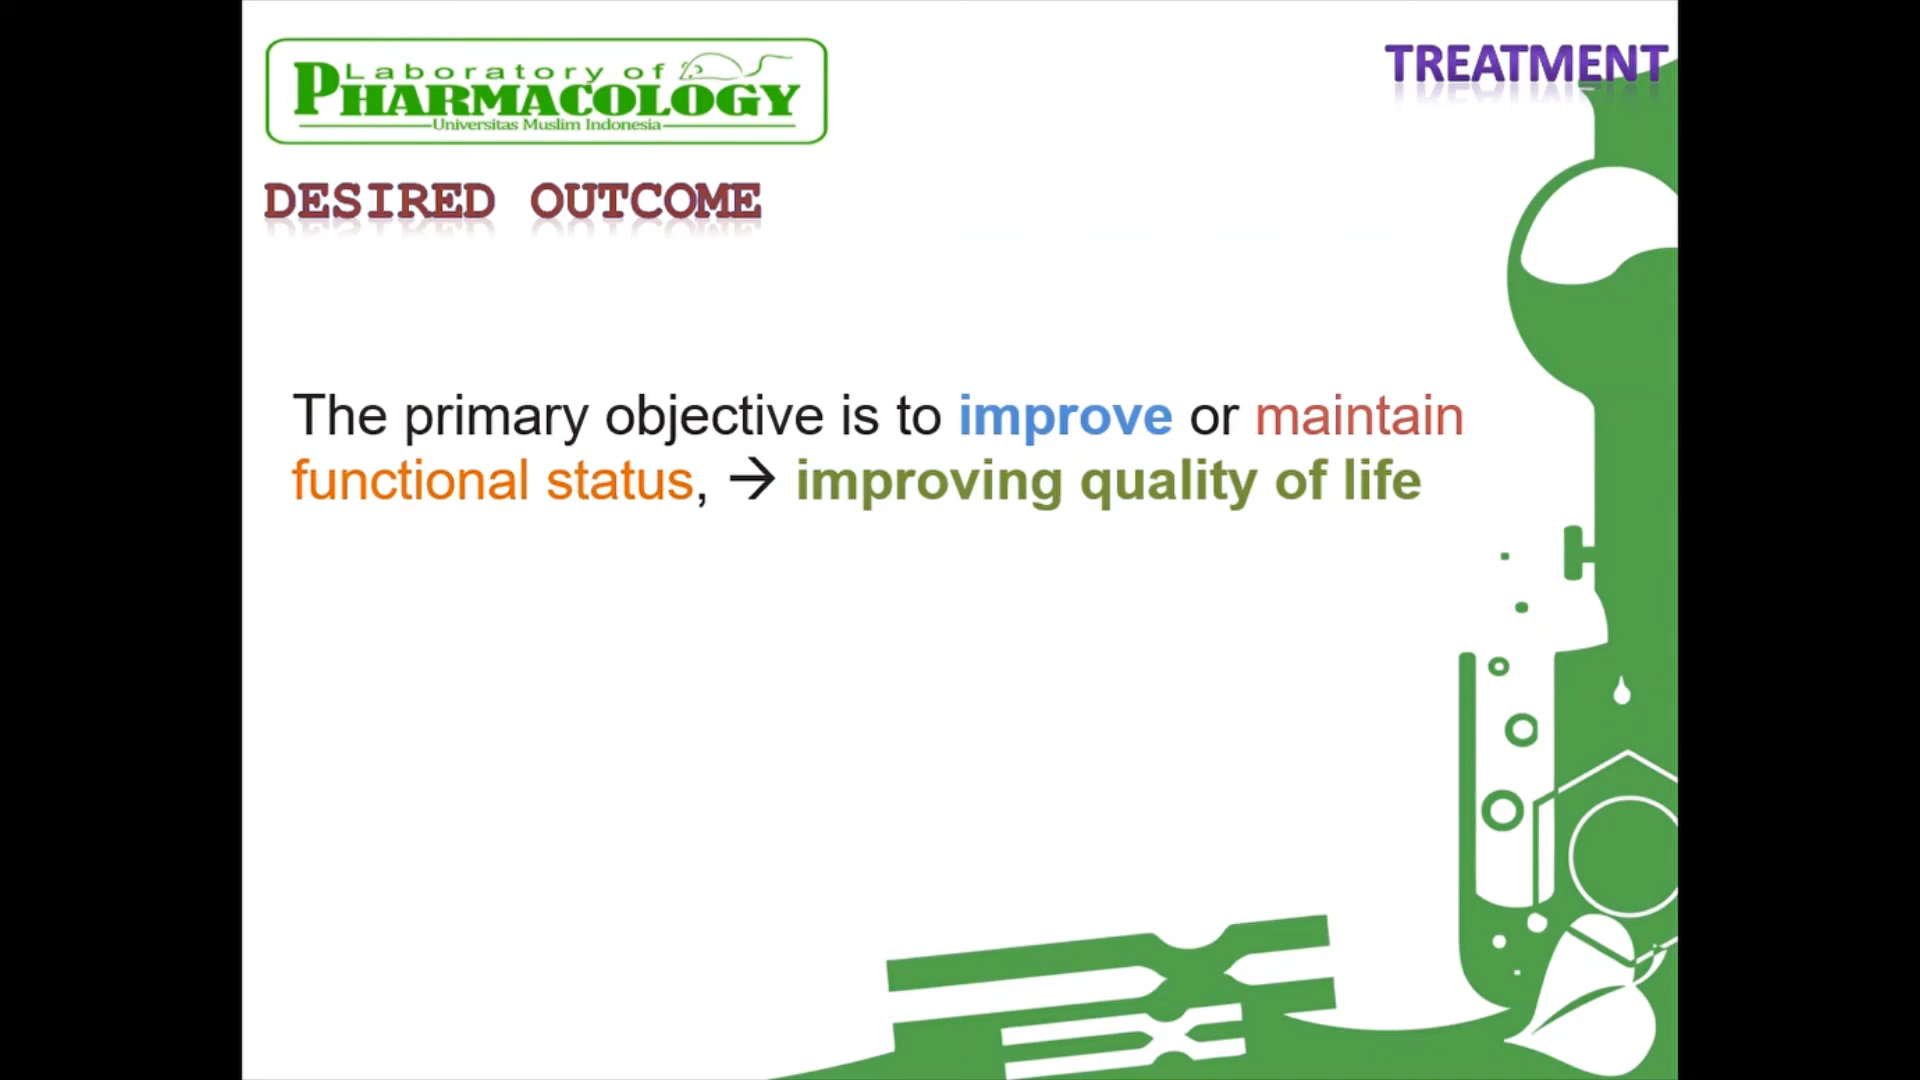 Laboratory of
PHARMACOLOGY
Universitas Muslim Indonesia
TREATMENT
DESIRED OUTCOME
The primary objective is to improve or maintain
functional status, → improving quality of life